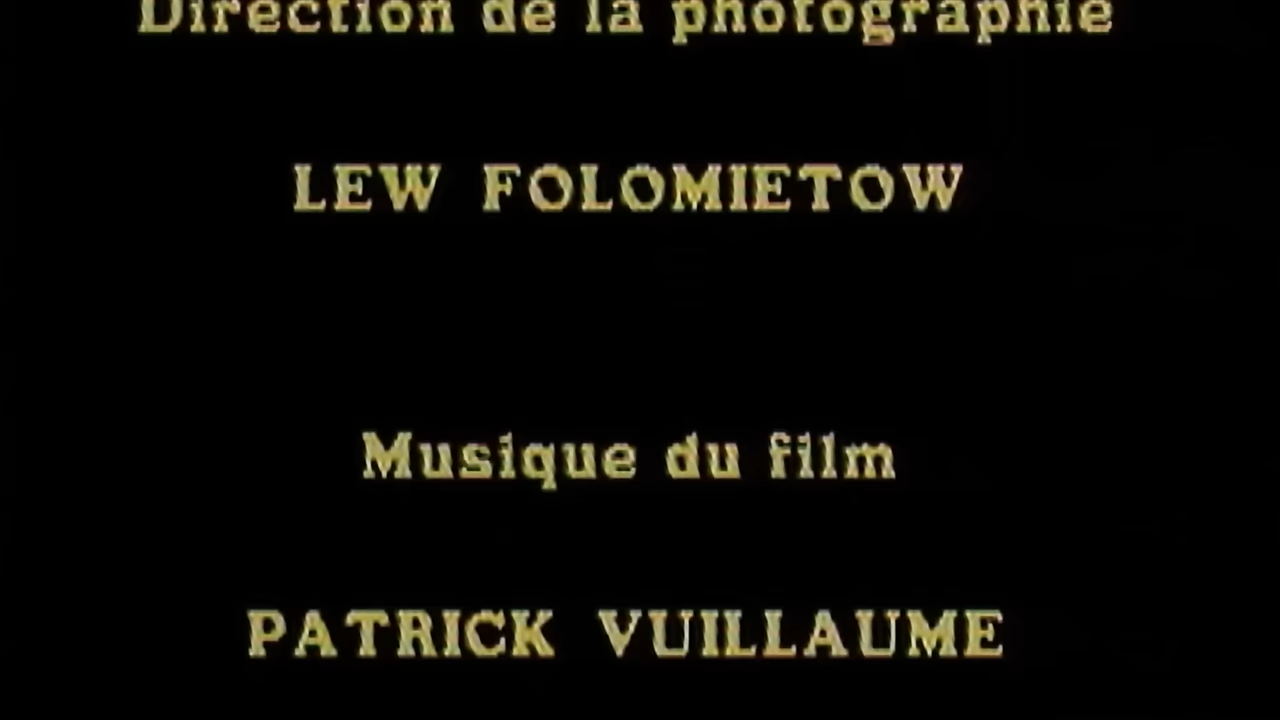 Direction de la photographie
LEW FOLOMIETOW
Musique du film
PATRICK VUILLAUME